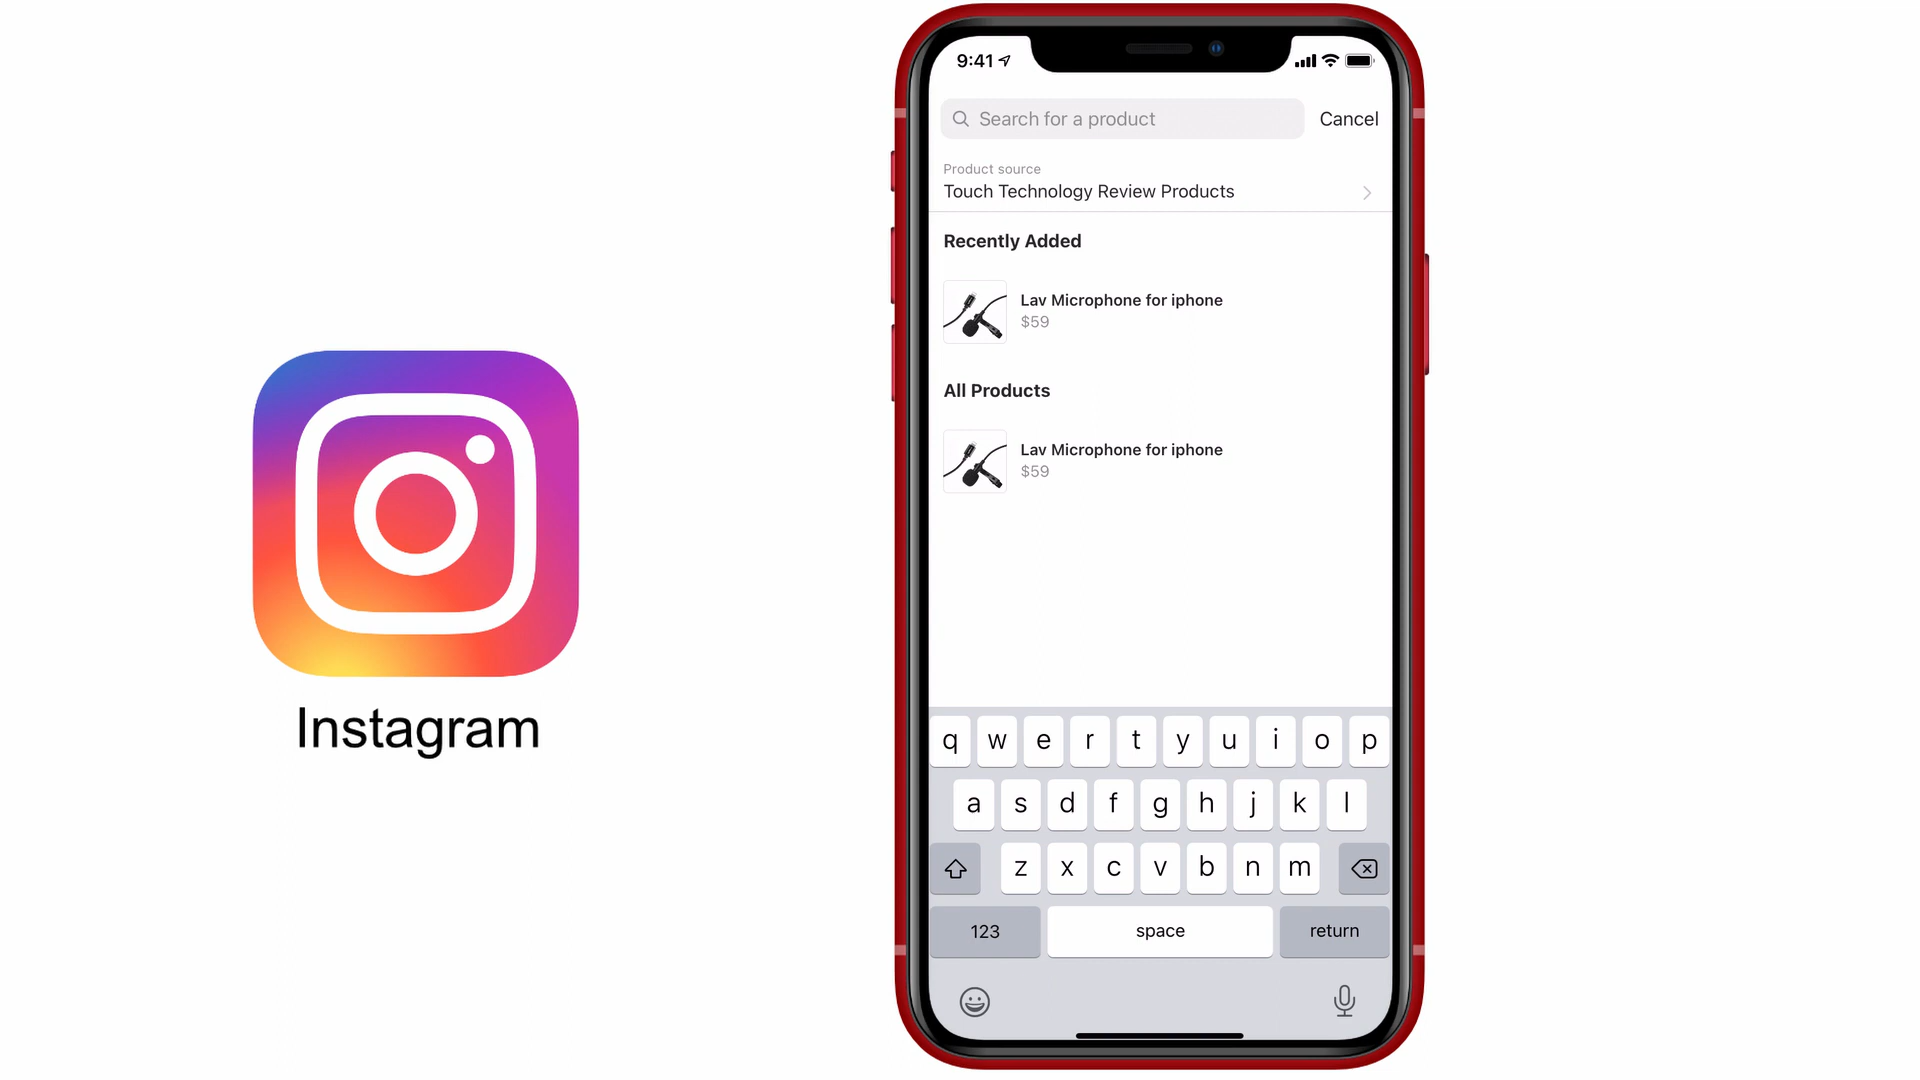 Instagram
9:41
Search for a product
Cancel
Product source
Touch Technology Review Products
Recently Added
Lav Microphone for iphone
$59
All Products
Lav Microphone for iphone
$59
q w e r t y u i o p
a s d f g h j k l
z x c v b n m
123 space return